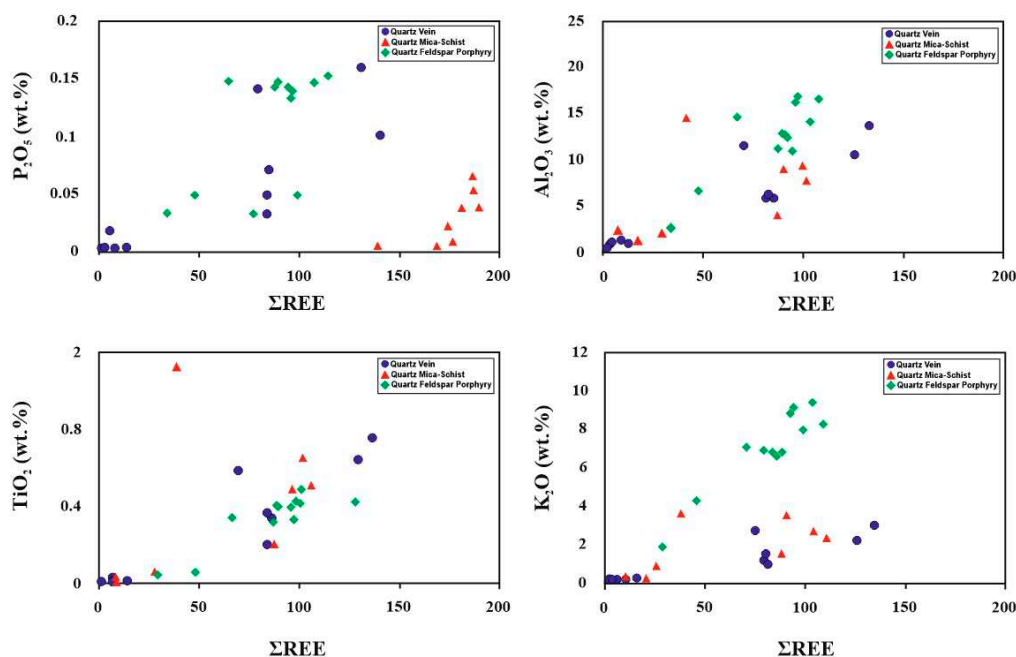 P₂O₅ (wt.%)
0.2
0.15
0.1
0.05
0
Quartz Vein
Quartz Mica-Schist
Quartz Feldspar Porphyry
0 50 100 150 200
ΣREE
Al₂O₃ (wt.%)
25
20
15
10
5
0
Quartz Vein
Quartz Mica-Schist
Quartz Feldspar Porphyry
0 50 100 150 200
ΣREE
TiO₂ (wt.%)
2
0.8
0.4
0
Quartz Vein
Quartz Mica-Schist
Quartz Feldspar Porphyry
0 50 100 150 200
ΣREE
K₂O (wt.%)
12
10
8
6
4
2
0
Quartz Vein
Quartz Mica-Schist
Quartz Feldspar Porphyry
0 50 100 150 200
ΣREE